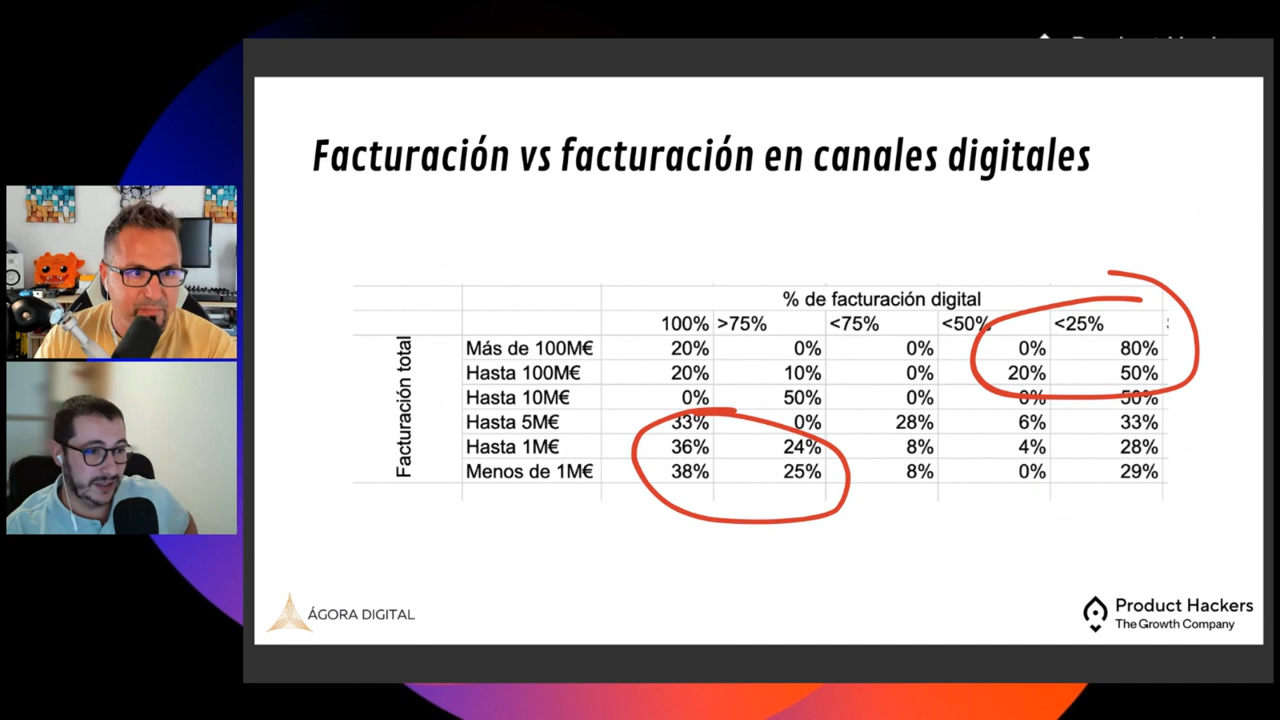 Facturación vs facturación en canales digitales
% de facturación digital
100% >75% <75% <50% <25%
Facturación total
Más de 100M€ 20% 0% 0% 0% 80%
Hasta 100M€ 20% 10% 0% 20% 50%
Hasta 10M€ 0% 50% 0% 0% 50%
Hasta 5M€ 33% 0% 28% 6% 33%
Hasta 1M€ 36% 24% 8% 4% 28%
Menos de 1M€ 38% 25% 8% 0% 29%
ÁGORA DIGITAL
Product Hackers
The Growth Company